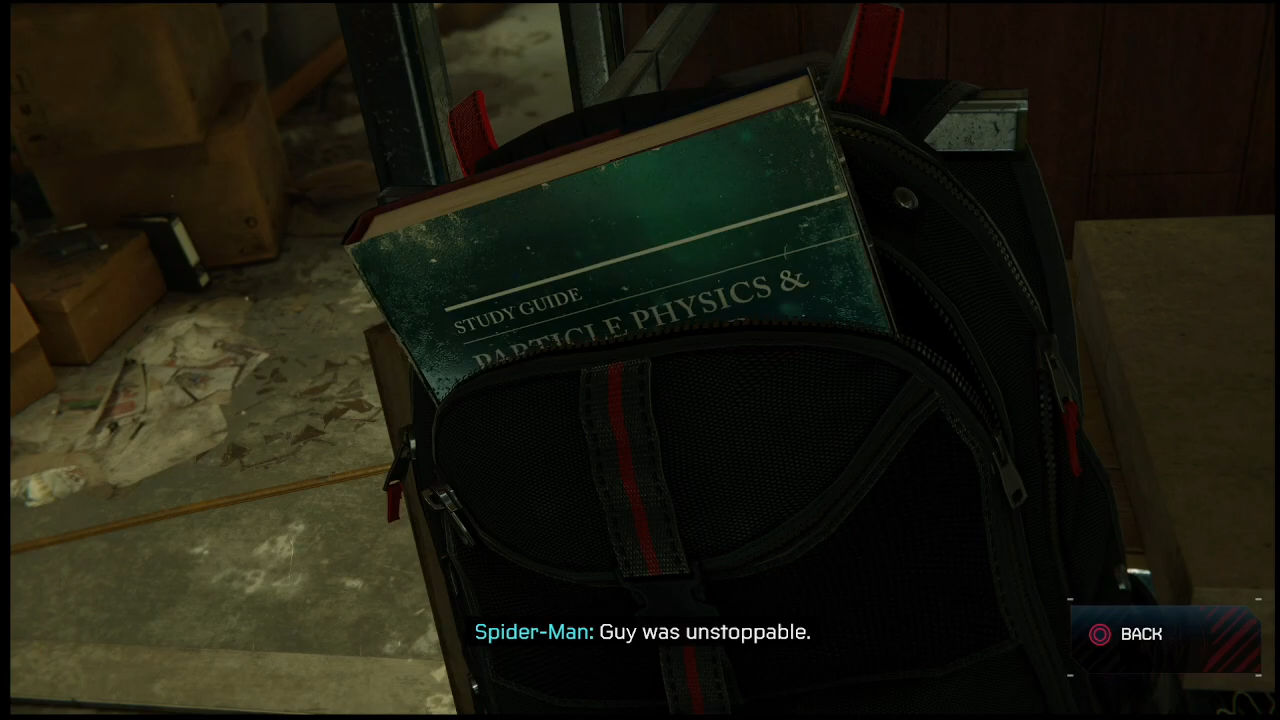 STUDY GUIDE
PARTICLE PHYSICS &
Spider-Man: Guy was unstoppable.
BACK